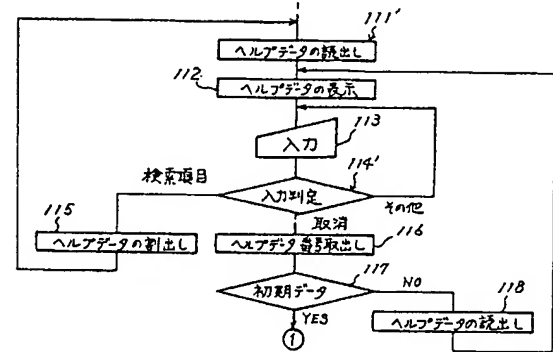 111'
ヘルプデータの読出し
112
ヘルプデータの表示
113
入力
114'
入力判定
検索項目
その他
取消
115
ヘルプデータの割出し
116
ヘルプデータ番号取出し
117
初期データ
NO
YES
118
ヘルプデータの読出し
1